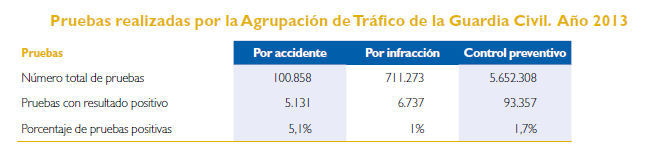 Pruebas realizadas por la Agrupación de Tráfico de la Guardia Civil. Año 2013
Pruebas Por accidente Por infracción Control preventivo
Número total de pruebas 100.858 711.273 5.652.308
Pruebas con resultado positivo 5.131 6.737 93.357
Porcentaje de pruebas positivas 5,1% 1% 1,7%